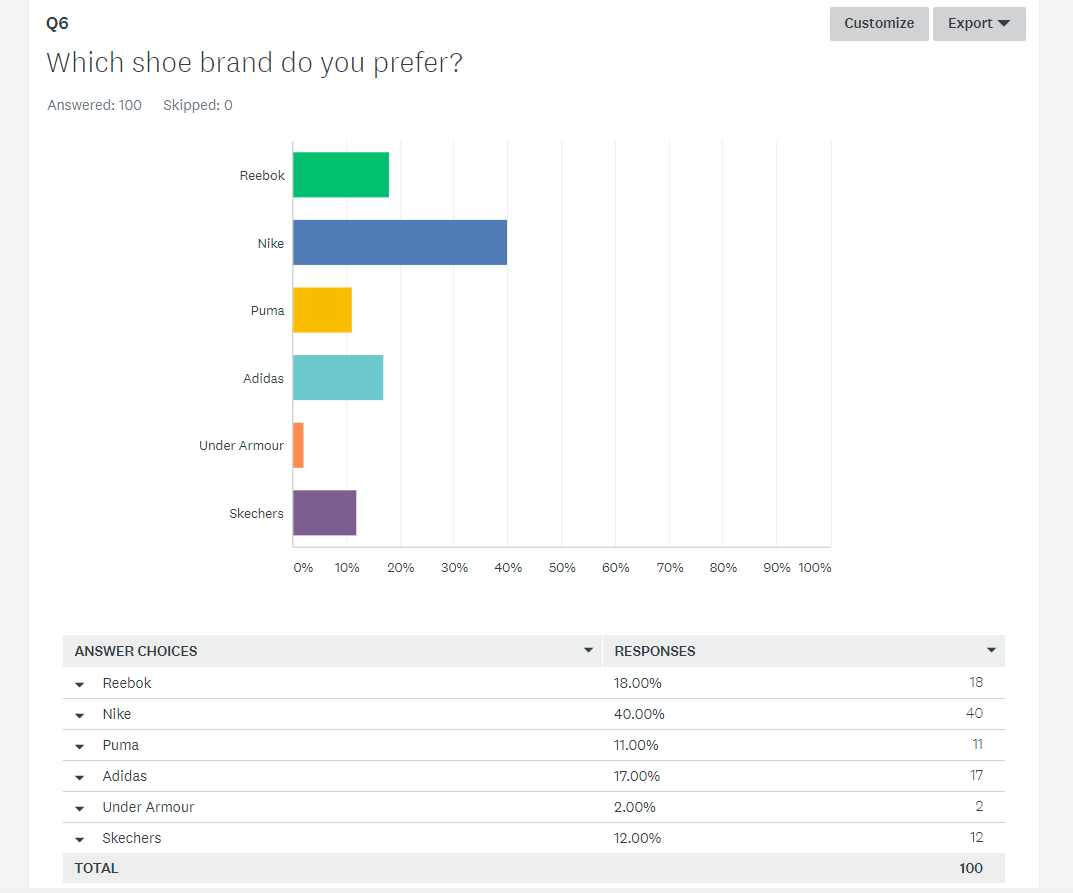 Q6
Customize
Export
Which shoe brand do you prefer?
Answered: 100 Skipped: 0
Reebok
Nike
Puma
Adidas
Under Armour
Skechers
0% 10% 20% 30% 40% 50% 60% 70% 80% 90% 100%
ANSWER CHOICES RESPONSES
Reebok 18.00% 18
Nike 40.00% 40
Puma 11.00% 11
Adidas 17.00% 17
Under Armour 2.00% 2
Skechers 12.00% 12
TOTAL 100